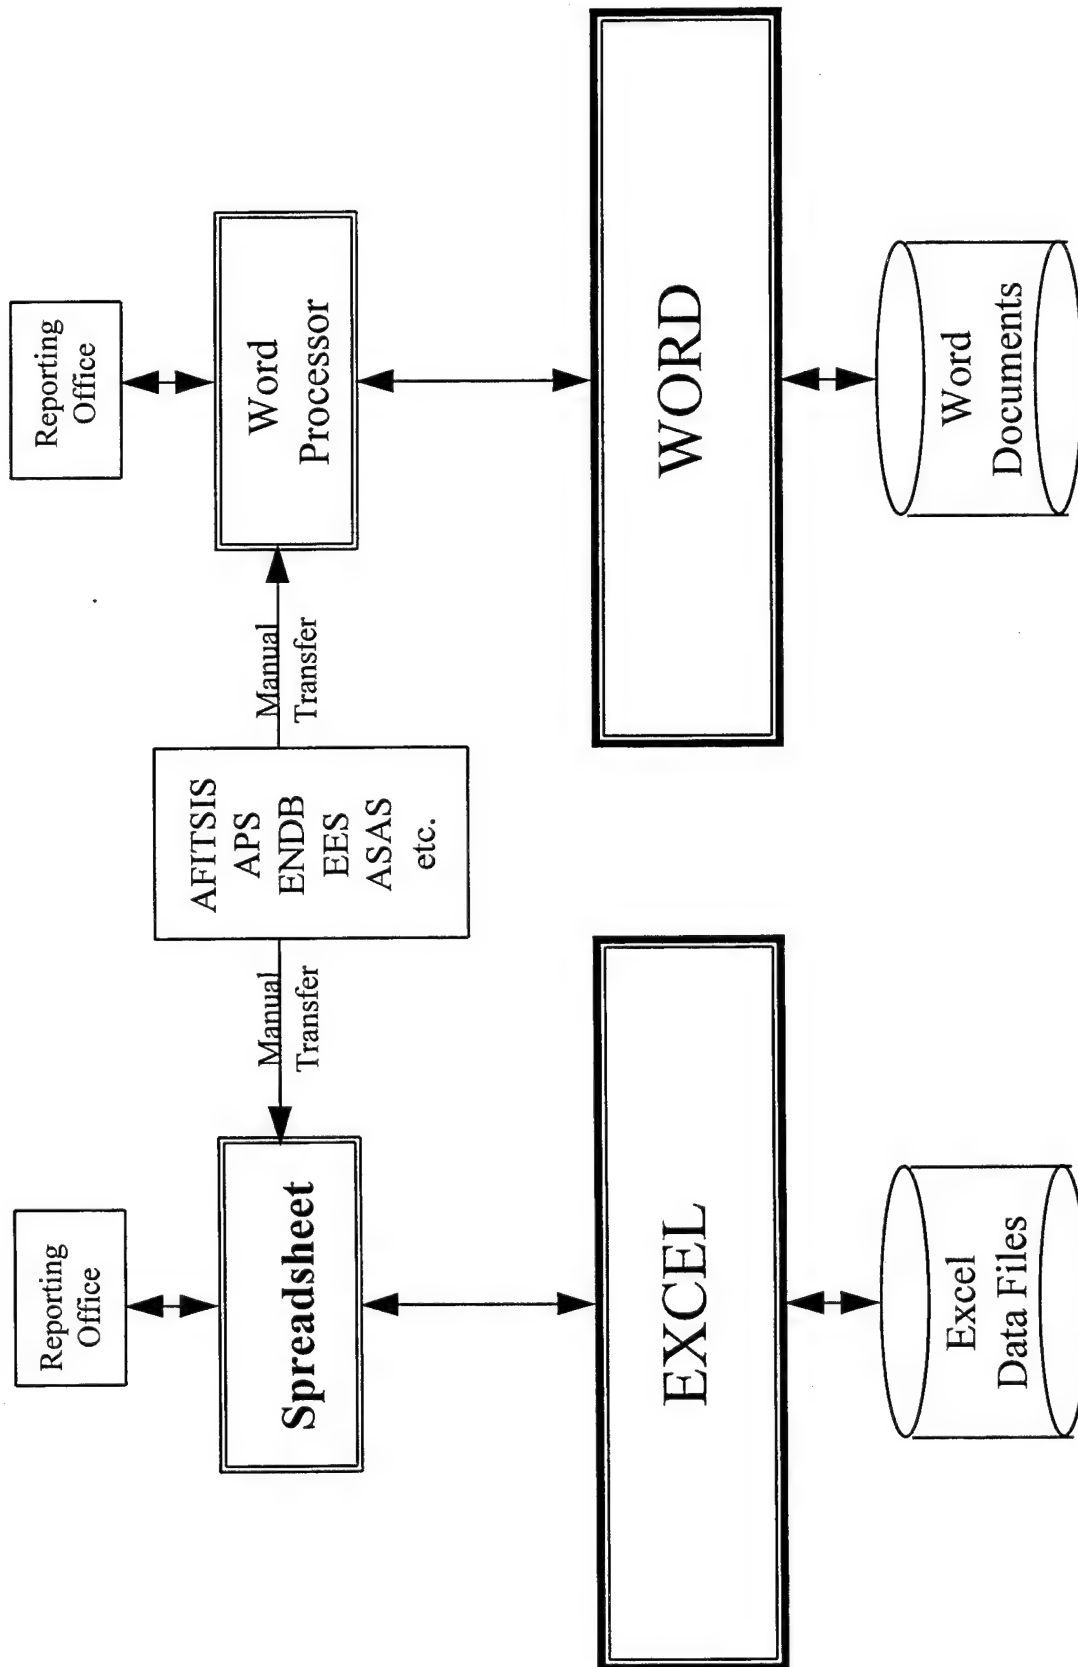 Reporting
Office
Reporting
Office
Spreadsheet
Manual
Transfer
AFITSIS
APS
ENDB
EES
ASAS
etc.
Manual
Transfer
Word
Processor
EXCEL
WORD
Excel
Data Files
Word
Documents